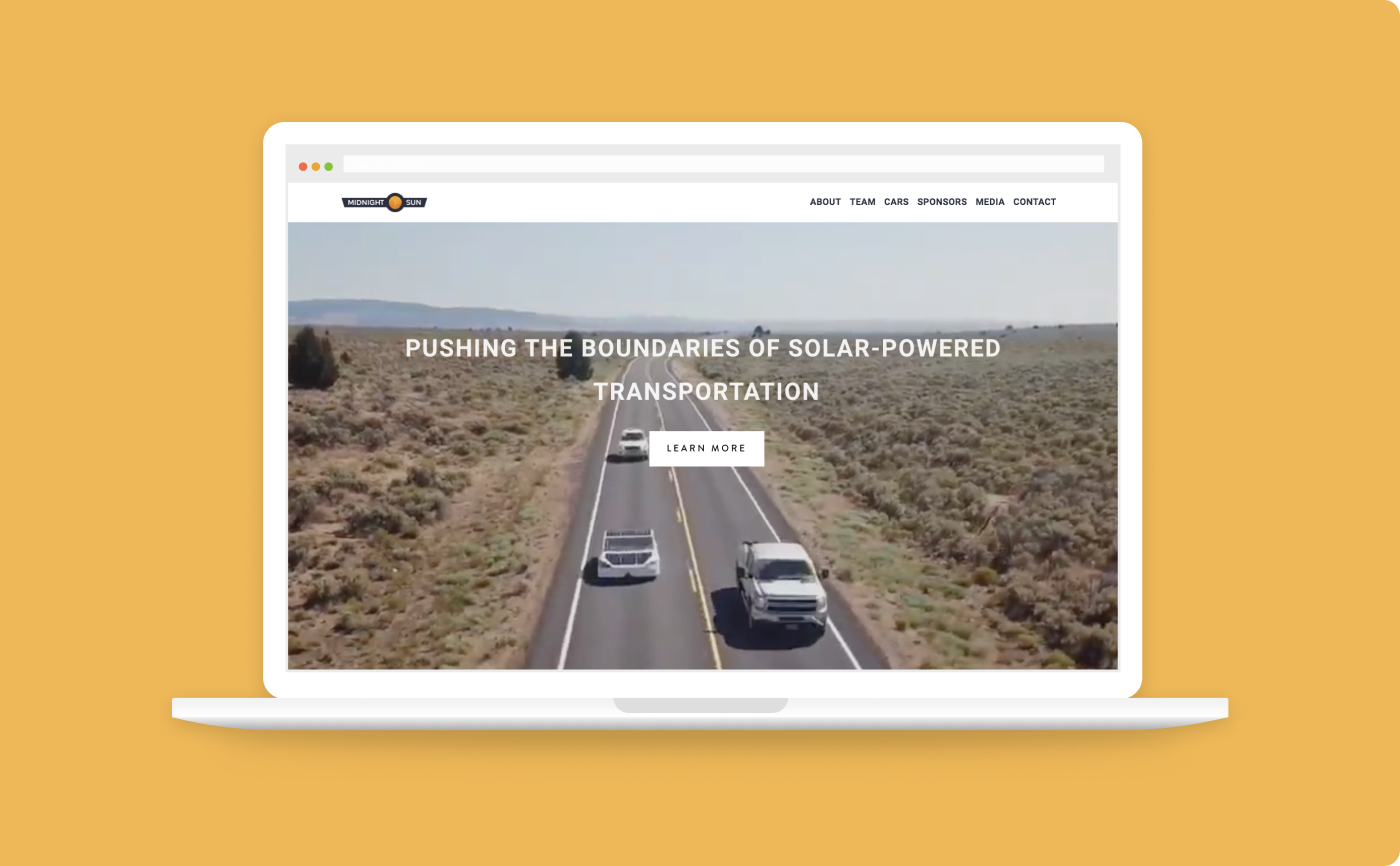 MIDNIGHT SUN
ABOUT TEAM CARS SPONSORS MEDIA CONTACT
PUSHING THE BOUNDARIES OF SOLAR-POWERED
TRANSPORTATION
LEARN MORE